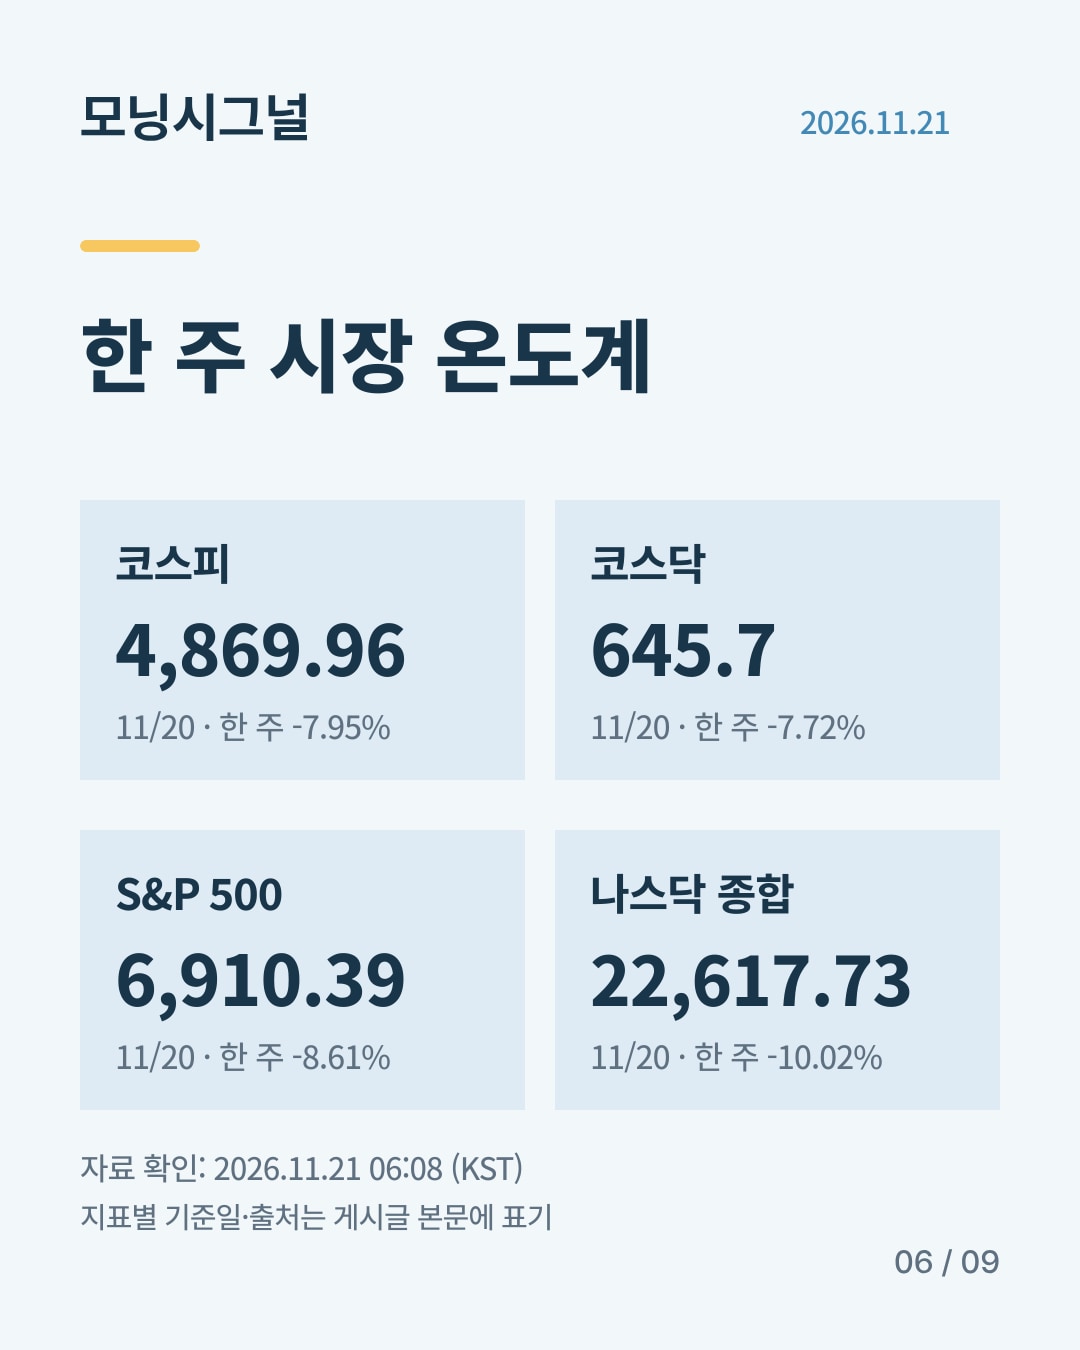 모닝시그널
2026.11.21
한 주 시장 온도계
코스피
4,869.96
11/20 · 한 주 -7.95%
코스닥
645.7
11/20 · 한 주 -7.72%
S&P 500
6,910.39
11/20 · 한 주 -8.61%
나스닥 종합
22,617.73
11/20 · 한 주 -10.02%
자료 확인: 2026.11.21 06:08 (KST)
지표별 기준일·출처는 게시글 본문에 표기
06 / 09